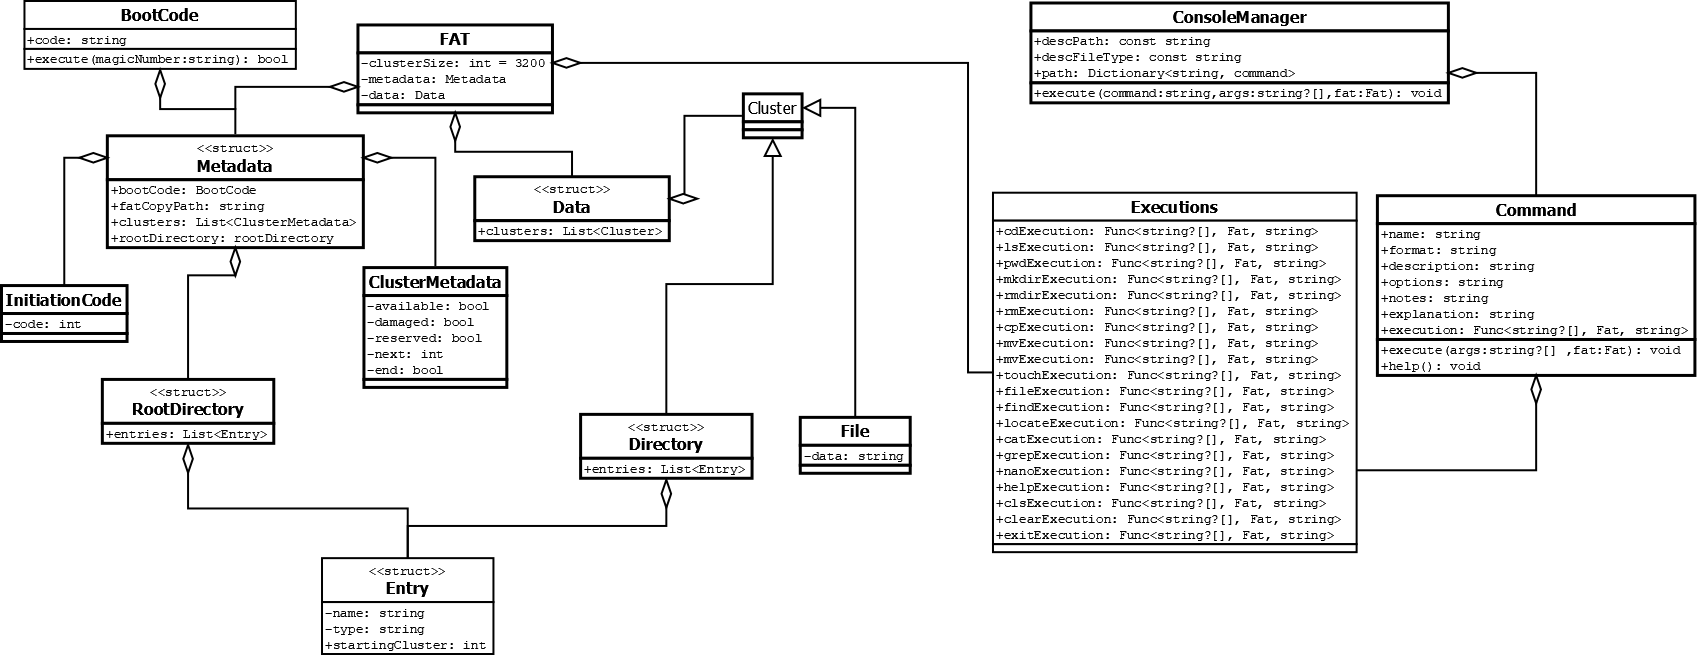 BootCode
+code: string
+execute(magicNumber:string): bool
FAT
-clusterSize: int = 3200
-metadata: Metadata
-data: Data
ConsoleManager
+descPath: const string
+descFileType: const string
+path: Dictionary<string, command>
+execute(command:string,args:string?[],fat:Fat): void
Cluster
<<struct>>
Metadata
+bootCode: BootCode
+fatCopyPath: string
+clusters: List<ClusterMetadata>
+rootDirectory: rootDirectory
<<struct>>
Data
+clusters: List<Cluster>
Executions
+cdExecution: Func<string?[], Fat, string>
+lsExecution: Func<string?[], Fat, string>
+pwdExecution: Func<string?[], Fat, string>
+mkdirExecution: Func<string?[], Fat, string>
+rmdirExecution: Func<string?[], Fat, string>
+rmExecution: Func<string?[], Fat, string>
+cpExecution: Func<string?[], Fat, string>
+mvExecution: Func<string?[], Fat, string>
+mvExecution: Func<string?[], Fat, string>
+touchExecution: Func<string?[], Fat, string>
+fileExecution: Func<string?[], Fat, string>
+findExecution: Func<string?[], Fat, string>
+locateExecution: Func<string?[], Fat, string>
+catExecution: Func<string?[], Fat, string>
+grepExecution: Func<string?[], Fat, string>
+nanoExecution: Func<string?[], Fat, string>
+helpExecution: Func<string?[], Fat, string>
+clsExecution: Func<string?[], Fat, string>
+clearExecution: Func<string?[], Fat, string>
+exitExecution: Func<string?[], Fat, string>
Command
+name: string
+format: string
+description: string
+options: string
+notes: string
+explanation: string
+execution: Func<string?[], Fat, string>
+execute(args:string?[] ,fat:Fat): void
+help(): void
InitiationCode
-code: int
ClusterMetadata
-available: bool
-damaged: bool
-reserved: bool
-next: int
-end: bool
<<struct>>
RootDirectory
+entries: List<Entry>
<<struct>>
Directory
+entries: List<Entry>
File
-data: string
<<struct>>
Entry
-name: string
-type: string
+startingCluster: int